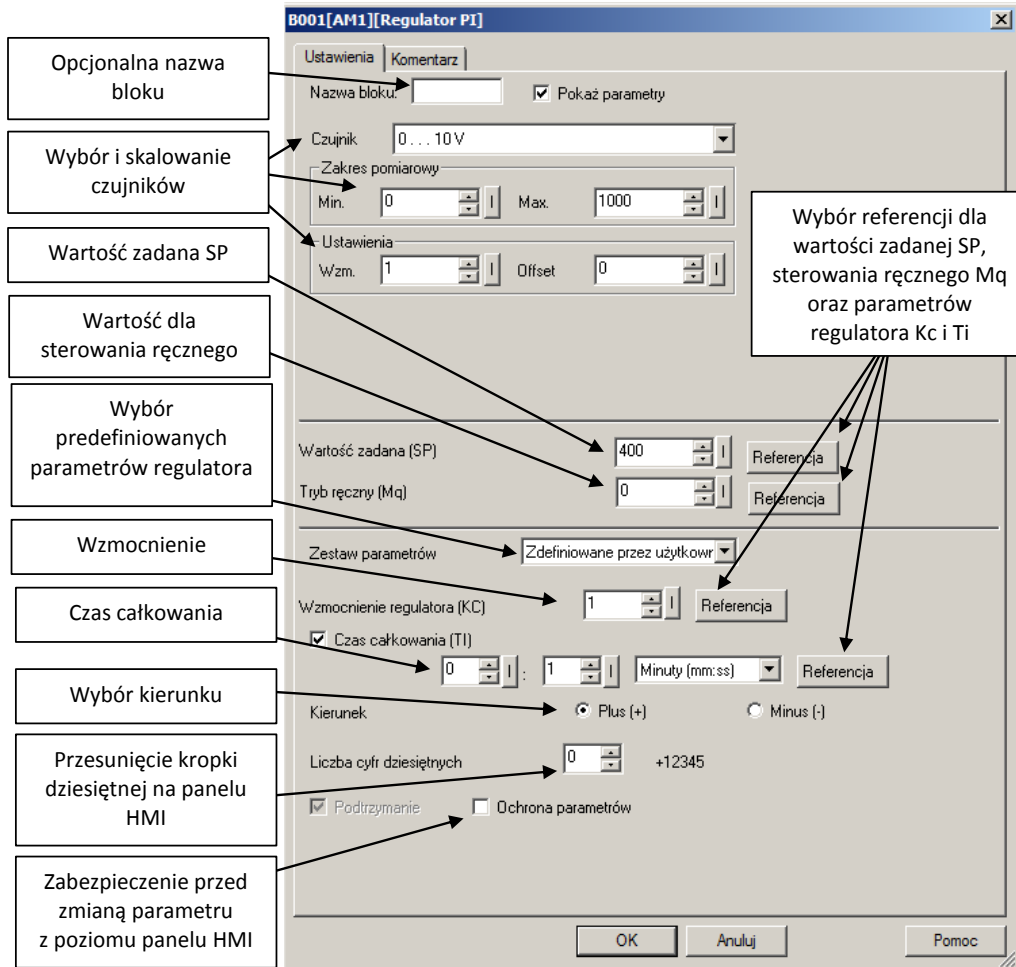 B001[AM1][Regulator PI]
Ustawienia
Komentarz
Nazwa bloku:
Pokaż parametry
Czujnik
0 . . . 10 V
Zakres pomiarowy
Min.
0
Max.
1000
Ustawienia
Wzm.
1
Offset
0
Wartość zadana (SP)
400
Referencja
Tryb ręczny (Mq)
0
Referencja
Zestaw parametrów
Zdefiniowane przez użytkowr
Wzmocnienie regulatora (KC)
1
Referencja
Czas całkowania (TI)
0
:
1
Minuty (mm:ss)
Referencja
Kierunek
Plus (+)
Minus (-)
Liczba cyfr dziesiętnych
0
+12345
Podtrzymanie
Ochrona parametrów
OK
Anuluj
Pomoc
Opcjonalna nazwa
bloku
Wybór i skalowanie
czujników
Wartość zadana SP
Wartość dla
sterowania ręcznego
Wybór
predefiniowanych
parametrów regulatora
Wzmocnienie
Czas całkowania
Wybór kierunku
Przesunięcie kropki
dziesiętnej na panelu
HMI
Zabezpieczenie przed
zmianą parametru
z poziomu panelu HMI
Wybór referencji dla
wartości zadanej SP,
sterowania ręcznego Mq
oraz parametrów
regulatora Kc i Ti